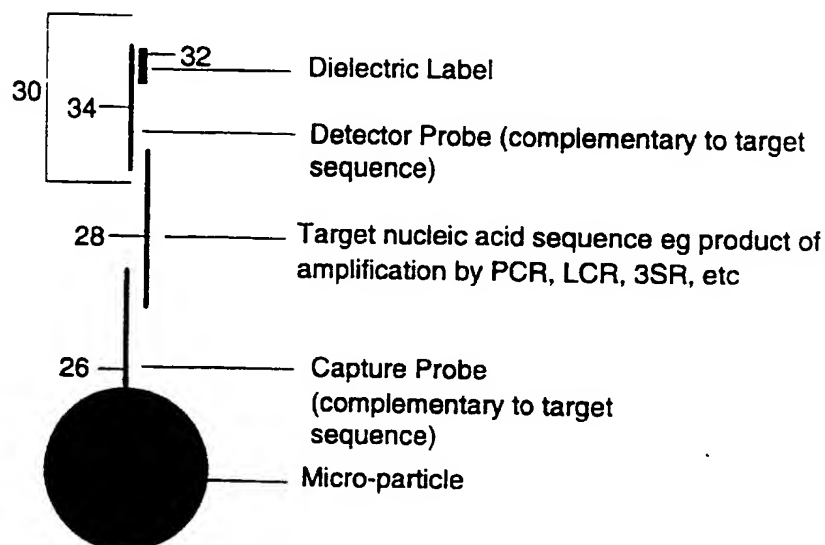 32
Dielectric Label
30
34
Detector Probe (complementary to target
sequence)
28
Target nucleic acid sequence eg product of
amplification by PCR, LCR, 3SR, etc
26
Capture Probe
(complementary to target
sequence)
Micro-particle